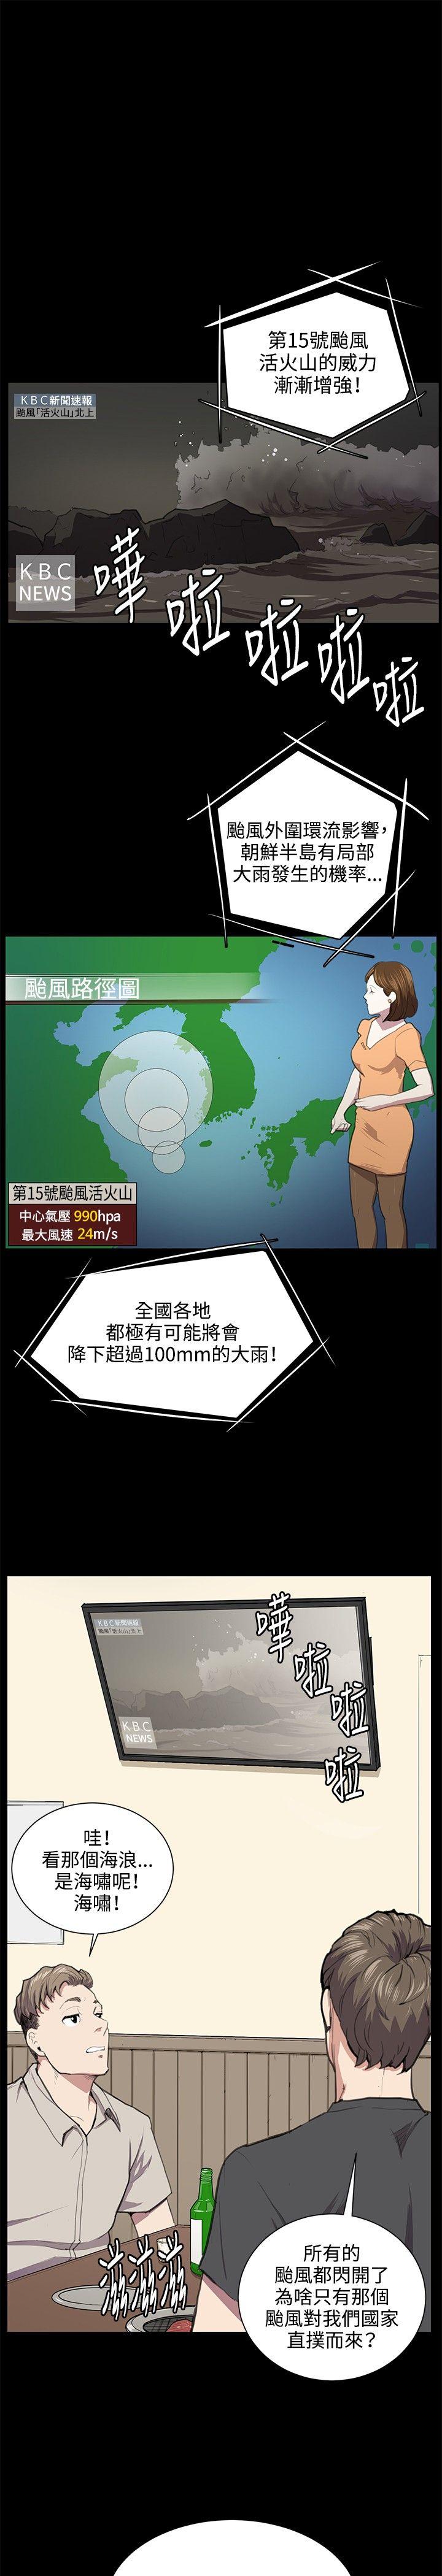 第15號颱風
活火山的威力
漸漸增強！
KBC新聞速報
颱風「活火山」北上
KBC
NEWS
嘩
啦
啦
啦
啦
颱風外圍環流影響，
朝鮮半島有局部
大雨發生的機率...
颱風路徑圖
第15號颱風活火山
中心氣壓 990hpa
最大風速 24m/s
全國各地
都極有可能將會
降下超過100mm的大雨！
KBC新聞速報
颱風「活火山」北上
嘩
啦
啦
啦
KBC
NEWS
哇！
看那個海浪...
是海嘯呢！
海嘯！
滋滋滋
所有的
颱風都閃開了
為啥只有那個
颱風對我們國家
直撲而來？